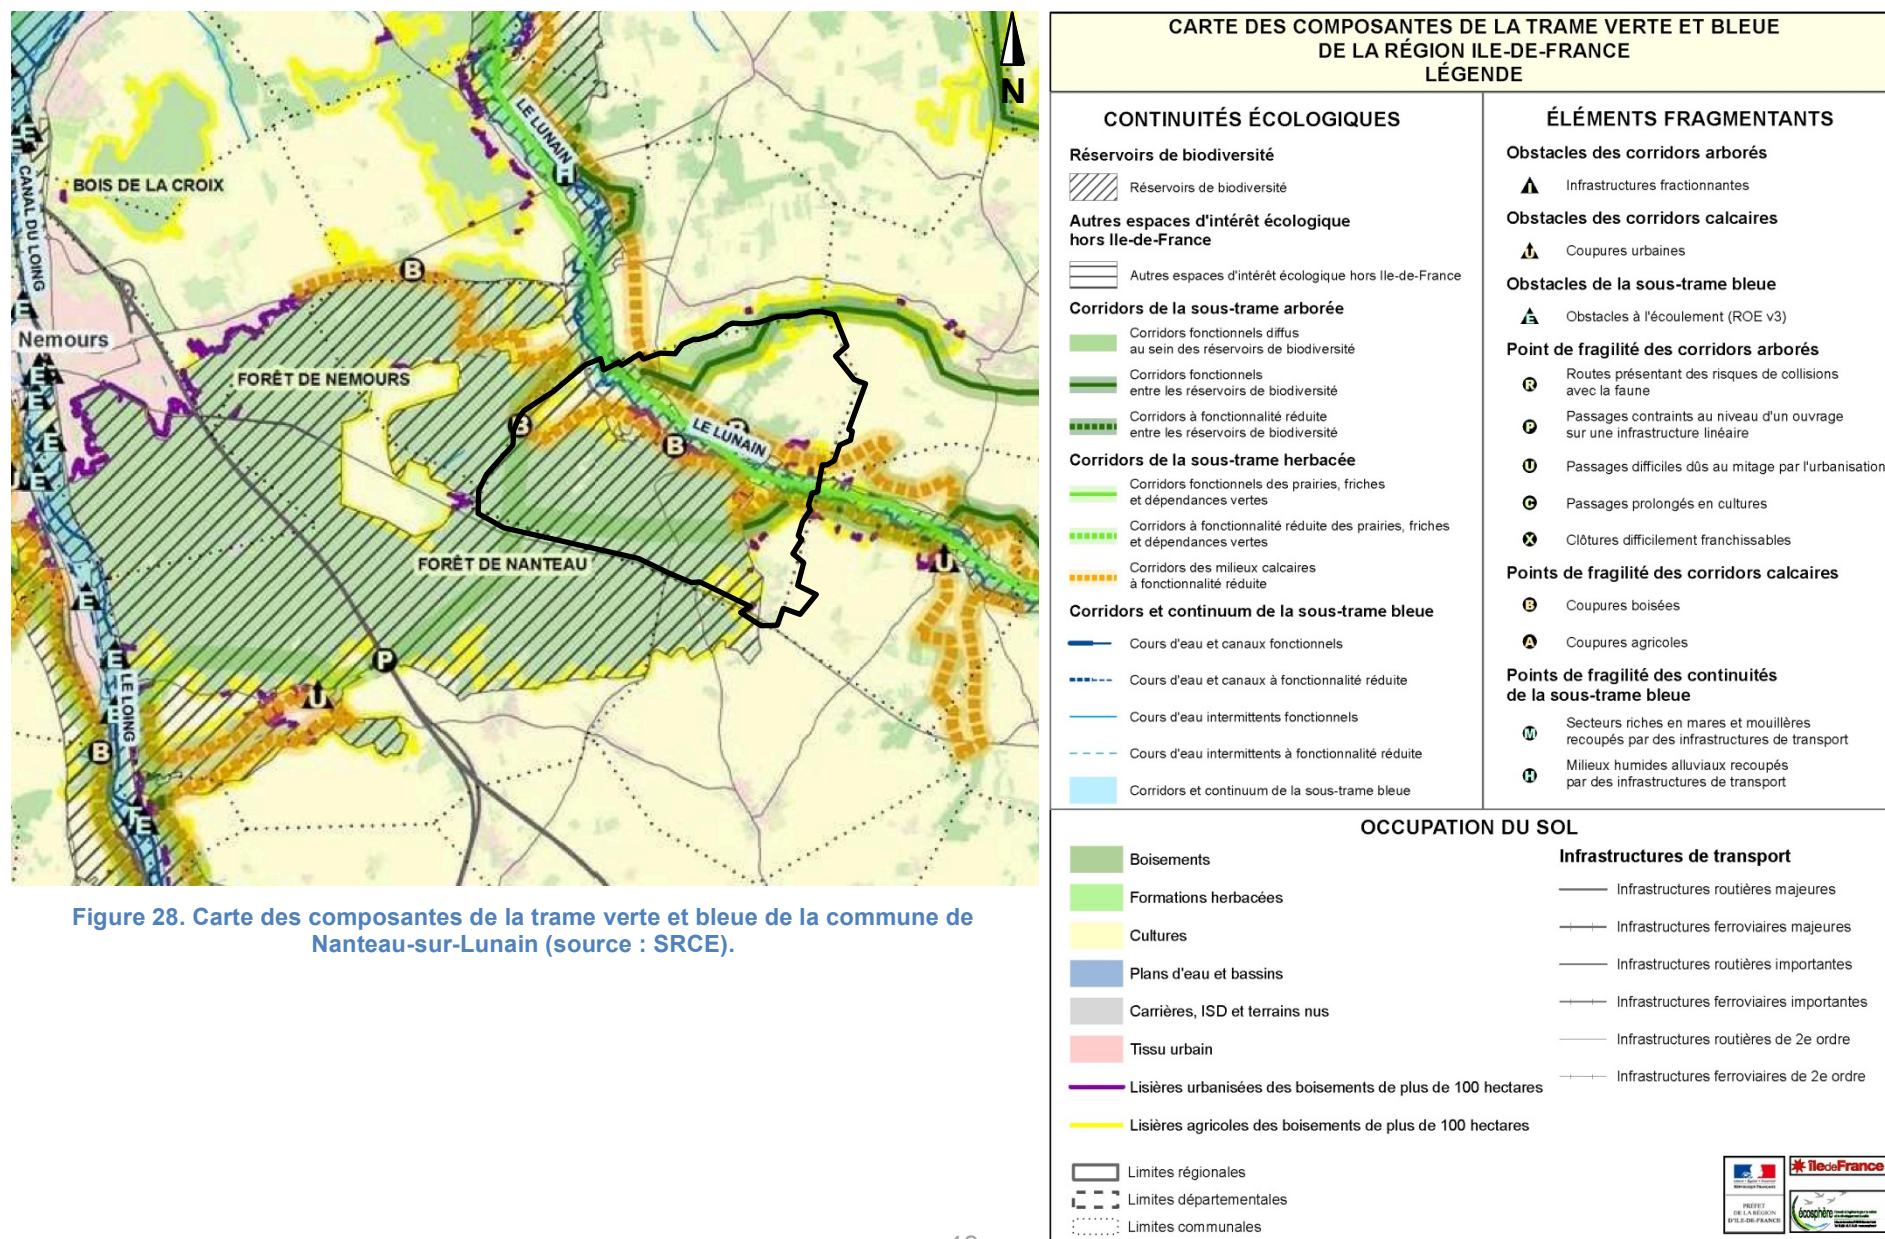 BOIS DE LA CROIX
CANAL DU LOING
Nemours
LE LUNAIN
H
N
B
FORÊT DE NEMOURS
B
B
LE LUNAIN
FORÊT DE NANTEAU
U
P
U
B
LE LOING
E
E
E
E
E
E
E
E
E
E
Figure 28. Carte des composantes de la trame verte et bleue de la commune de
Nanteau-sur-Lunain (source : SRCE).
CARTE DES COMPOSANTES DE LA TRAME VERTE ET BLEUE
DE LA RÉGION ILE-DE-FRANCE
LÉGENDE
CONTINUITÉS ÉCOLOGIQUES
Réservoirs de biodiversité
Réservoirs de biodiversité
Autres espaces d'intérêt écologique
hors Ile-de-France
Autres espaces d'intérêt écologique hors Ile-de-France
Corridors de la sous-trame arborée
Corridors fonctionnels diffus
au sein des réservoirs de biodiversité
Corridors fonctionnels
entre les réservoirs de biodiversité
Corridors à fonctionnalité réduite
entre les réservoirs de biodiversité
Corridors de la sous-trame herbacée
Corridors fonctionnels des prairies, friches
et dépendances vertes
Corridors à fonctionnalité réduite des prairies, friches
et dépendances vertes
Corridors des milieux calcaires
à fonctionnalité réduite
Corridors et continuum de la sous-trame bleue
Cours d'eau et canaux fonctionnels
Cours d'eau et canaux à fonctionnalité réduite
Cours d'eau intermittents fonctionnels
Cours d'eau intermittents à fonctionnalité réduite
Corridors et continuum de la sous-trame bleue
ÉLÉMENTS FRAGMENTANTS
Obstacles des corridors arborés
I Infrastructures fractionnantes
Obstacles des corridors calcaires
U Coupures urbaines
Obstacles de la sous-trame bleue
E Obstacles à l'écoulement (ROE v3)
Point de fragilité des corridors arborés
R Routes présentant des risques de collisions
avec la faune
P Passages contraints au niveau d'un ouvrage
sur une infrastructure linéaire
U Passages difficiles dûs au mitage par l'urbanisation
C Passages prolongés en cultures
X Clôtures difficilement franchissables
Points de fragilité des corridors calcaires
B Coupures boisées
A Coupures agricoles
Points de fragilité des continuités
de la sous-trame bleue
M Secteurs riches en mares et mouillères
recoupés par des infrastructures de transport
H Milieux humides alluviaux recoupés
par des infrastructures de transport
OCCUPATION DU SOL
Boisements
Formations herbacées
Cultures
Plans d'eau et bassins
Carrières, ISD et terrains nus
Tissu urbain
Lisières urbanisées des boisements de plus de 100 hectares
Lisières agricoles des boisements de plus de 100 hectares
Limites régionales
Limites départementales
Limites communales
Infrastructures de transport
Infrastructures routières majeures
Infrastructures ferroviaires majeures
Infrastructures routières importantes
Infrastructures ferroviaires importantes
Infrastructures routières de 2e ordre
Infrastructures ferroviaires de 2e ordre
PRÉFET
DE LA RÉGION
D'ILE-DE-FRANCE
îledeFrance
écosphère